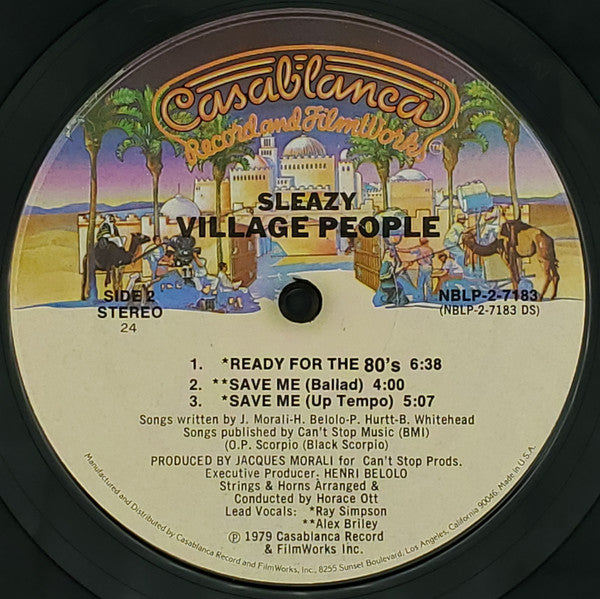 Casablanca
Record and FilmWorks
SLEAZY
VILLAGE PEOPLE
SIDE 2
STEREO
24
NBLP-2-7183
(NBLP-2-7183 DS)
1. *READY FOR THE 80's 6:38
2. **SAVE ME (Ballad) 4:00
3. *SAVE ME (Up Tempo) 5:07
Songs written by J. Morali-H. Belolo-P. Hurtt-B. Whitehead
Songs published by Can't Stop Music (BMI)
(O.P. Scorpio (Black Scorpio)
PRODUCED BY JACQUES MORALI for Can't Stop Prods.
Executive Producer: HENRI BELOLO
Strings & Horns Arranged &
Conducted by Horace Ott
Lead Vocals: *Ray Simpson
**Alex Briley
℗ 1979 Casablanca Record
& FilmWorks Inc.
Manufactured and Distributed by Casablanca Record and FilmWorks, Inc., 8255 Sunset Boulevard, Los Angeles, California 90046, Made in U.S.A.